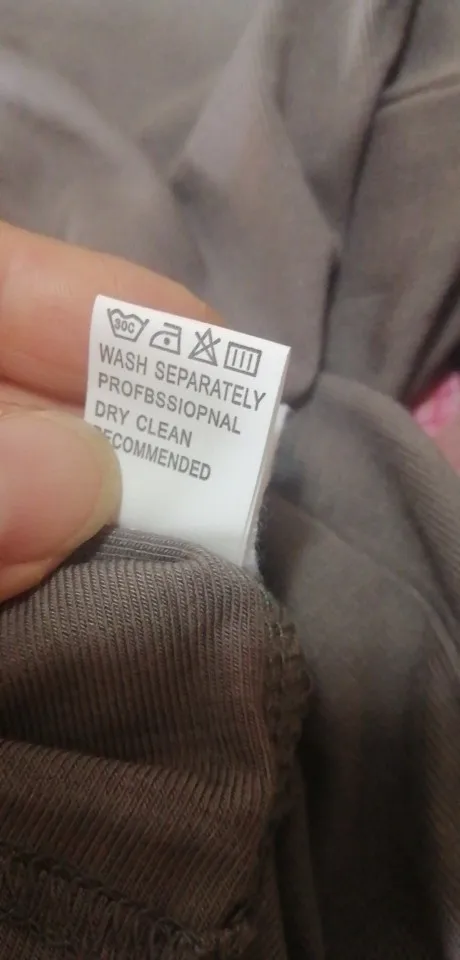 30C
WASH SEPARATELY
PROFBSSIOPNAL
DRY CLEAN
RECOMMENDED